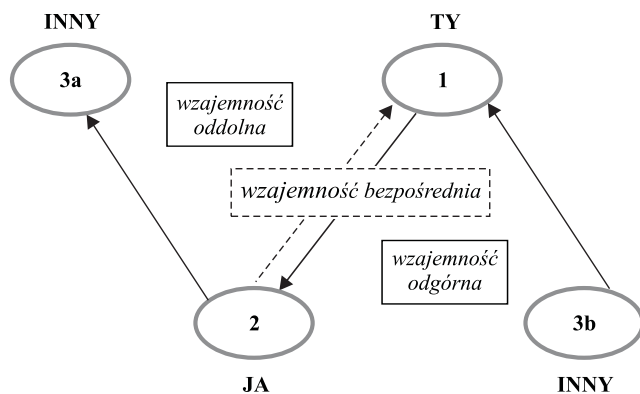 INNY
TY
3a
1
wzajemność
oddolna
wzajemność bezpośrednia
wzajemność
odgórna
2
3b
JA
INNY